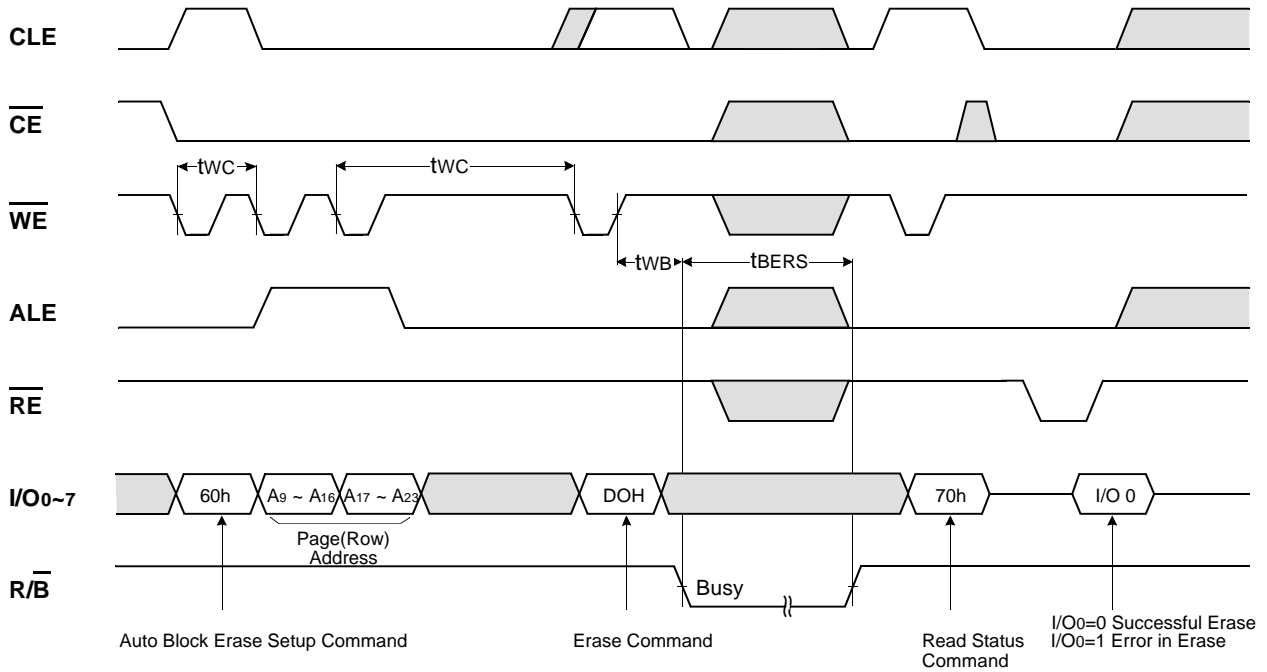 CLE
CE
tWC
tWC
WE
tWB
tBERS
ALE
RE
I/O0~7
60h
A9 ~ A16
A17 ~ A23
DOH
70h
I/O 0
Page(Row)
Address
R/B
Busy
Auto Block Erase Setup Command
Erase Command
Read Status
Command
I/O0=0 Successful Erase
I/O0=1 Error in Erase